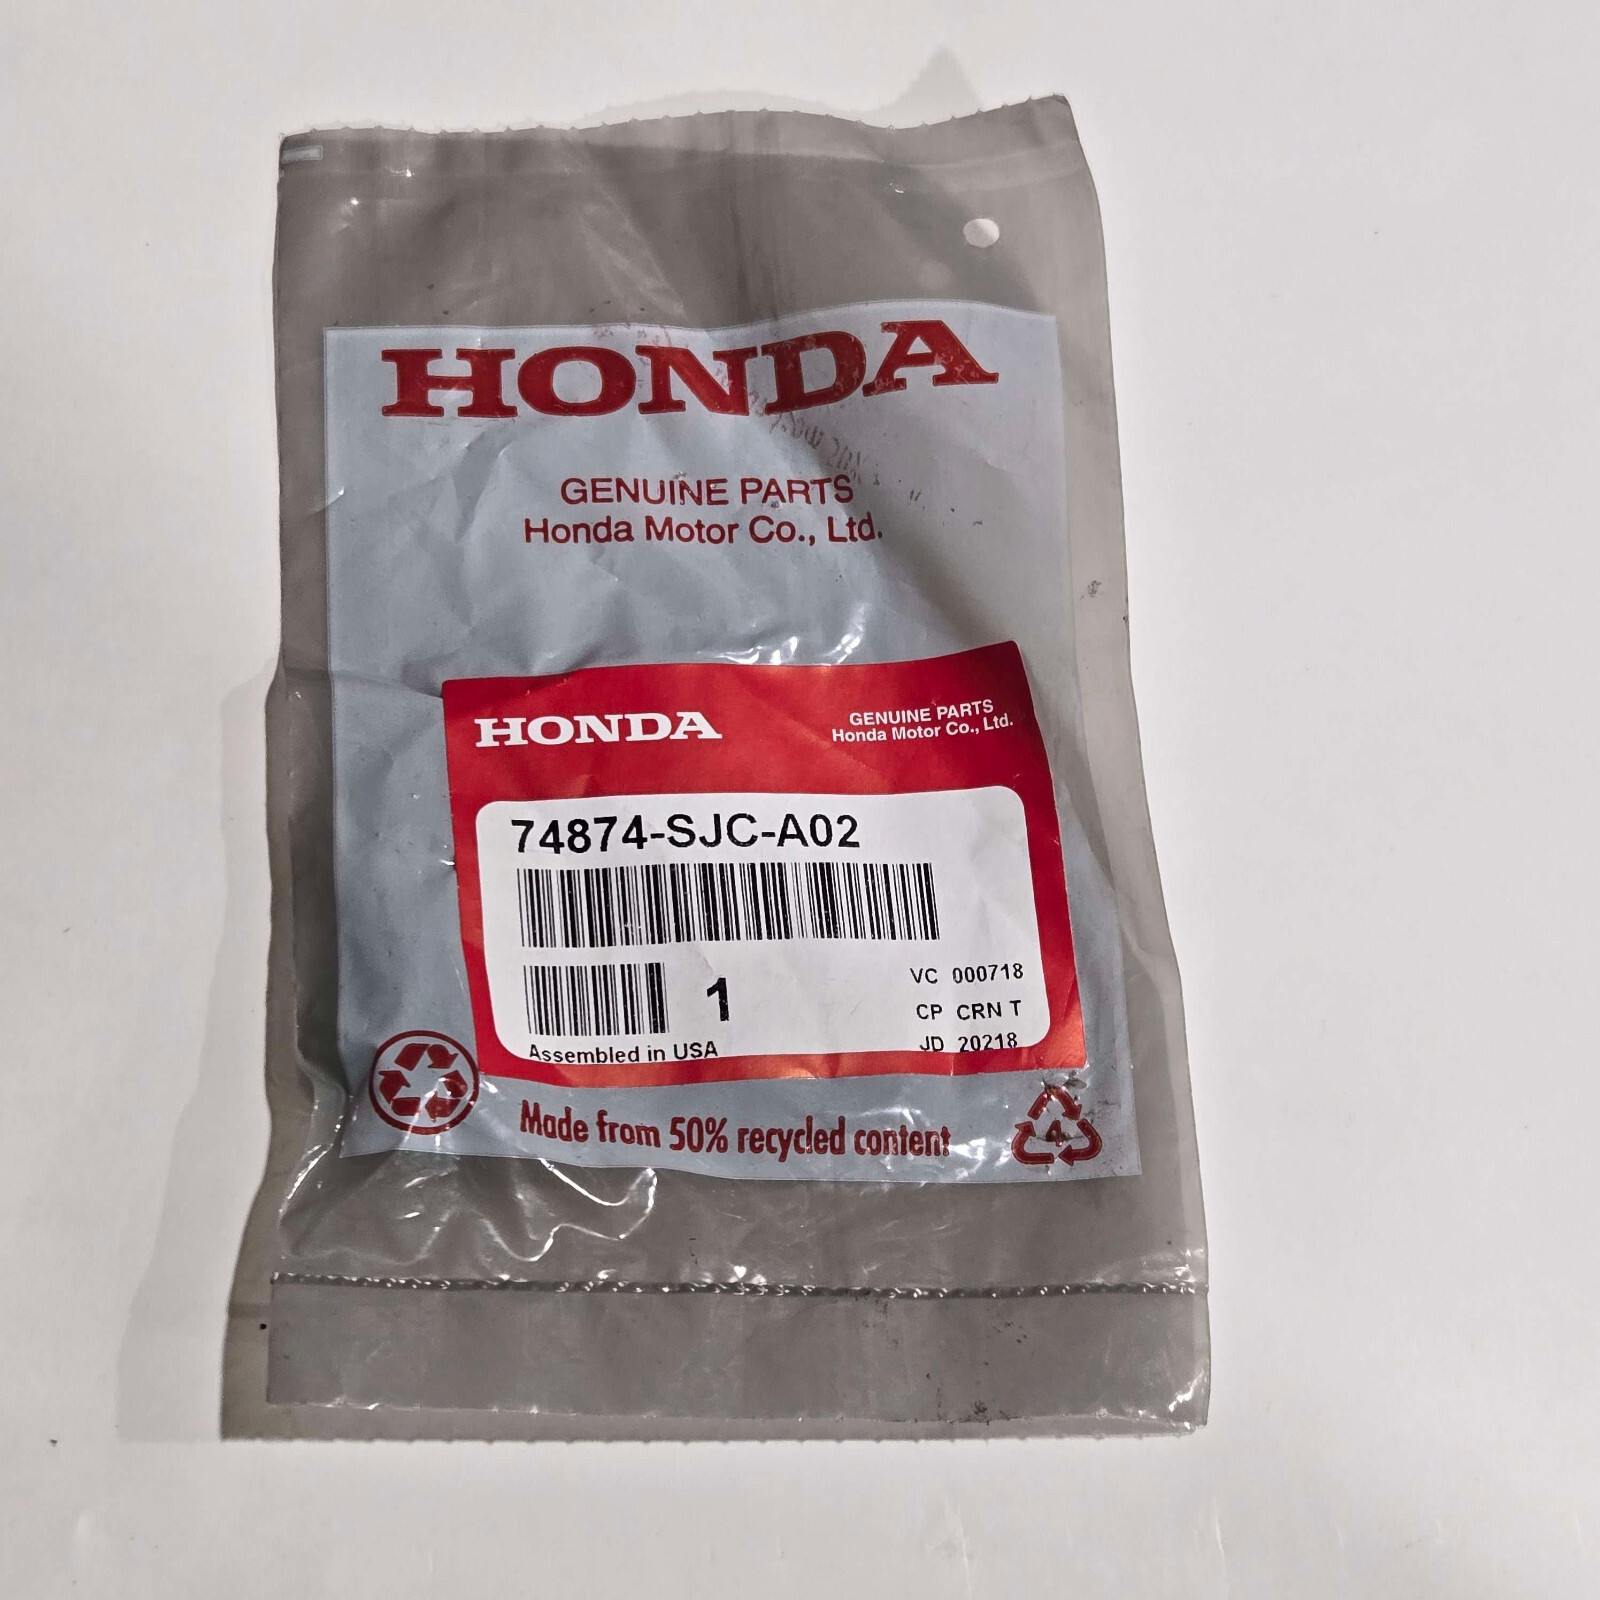 HONDA
GENUINE PARTS
Honda Motor Co., Ltd.
HONDA
GENUINE PARTS
Honda Motor Co., Ltd.
74874-SJC-A02
1
VC 000718
CP CRN T
JD 20218
Assembled in USA
Made from 50% recycled content
4